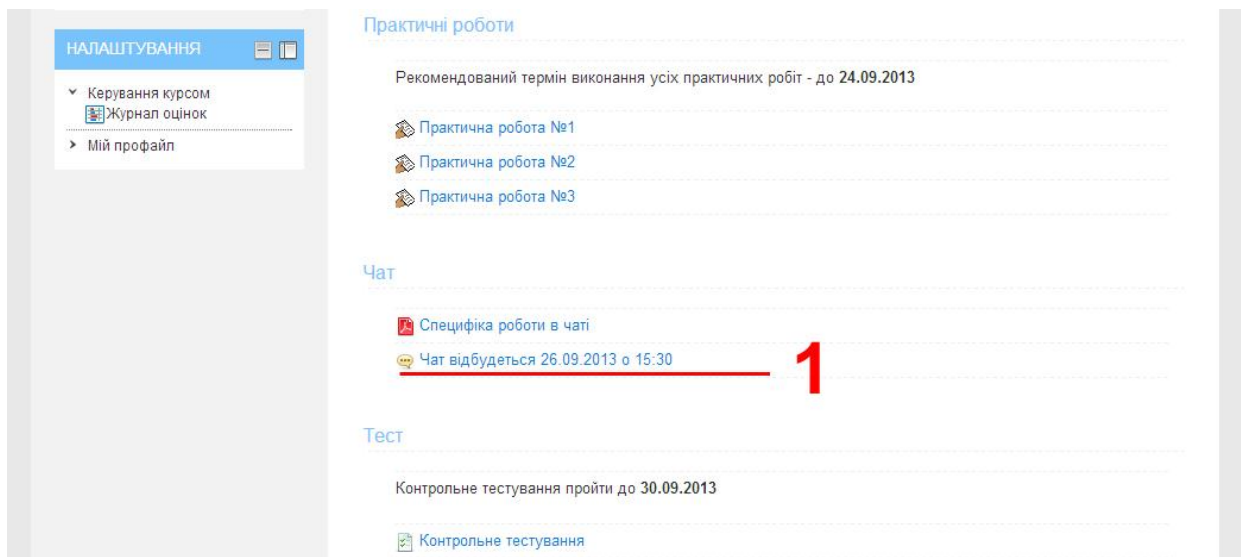 НАЛАШТУВАННЯ
Керування курсом
Журнал оцінок
Мій профайл
Практичні роботи
Рекомендований термін виконання усіх практичних робіт - до 24.09.2013
Практична робота №1
Практична робота №2
Практична робота №3
Чат
Специфіка роботи в чаті
Чат відбудеться 26.09.2013 о 15:30
1
Тест
Контрольне тестування пройти до 30.09.2013
Контрольне тестування